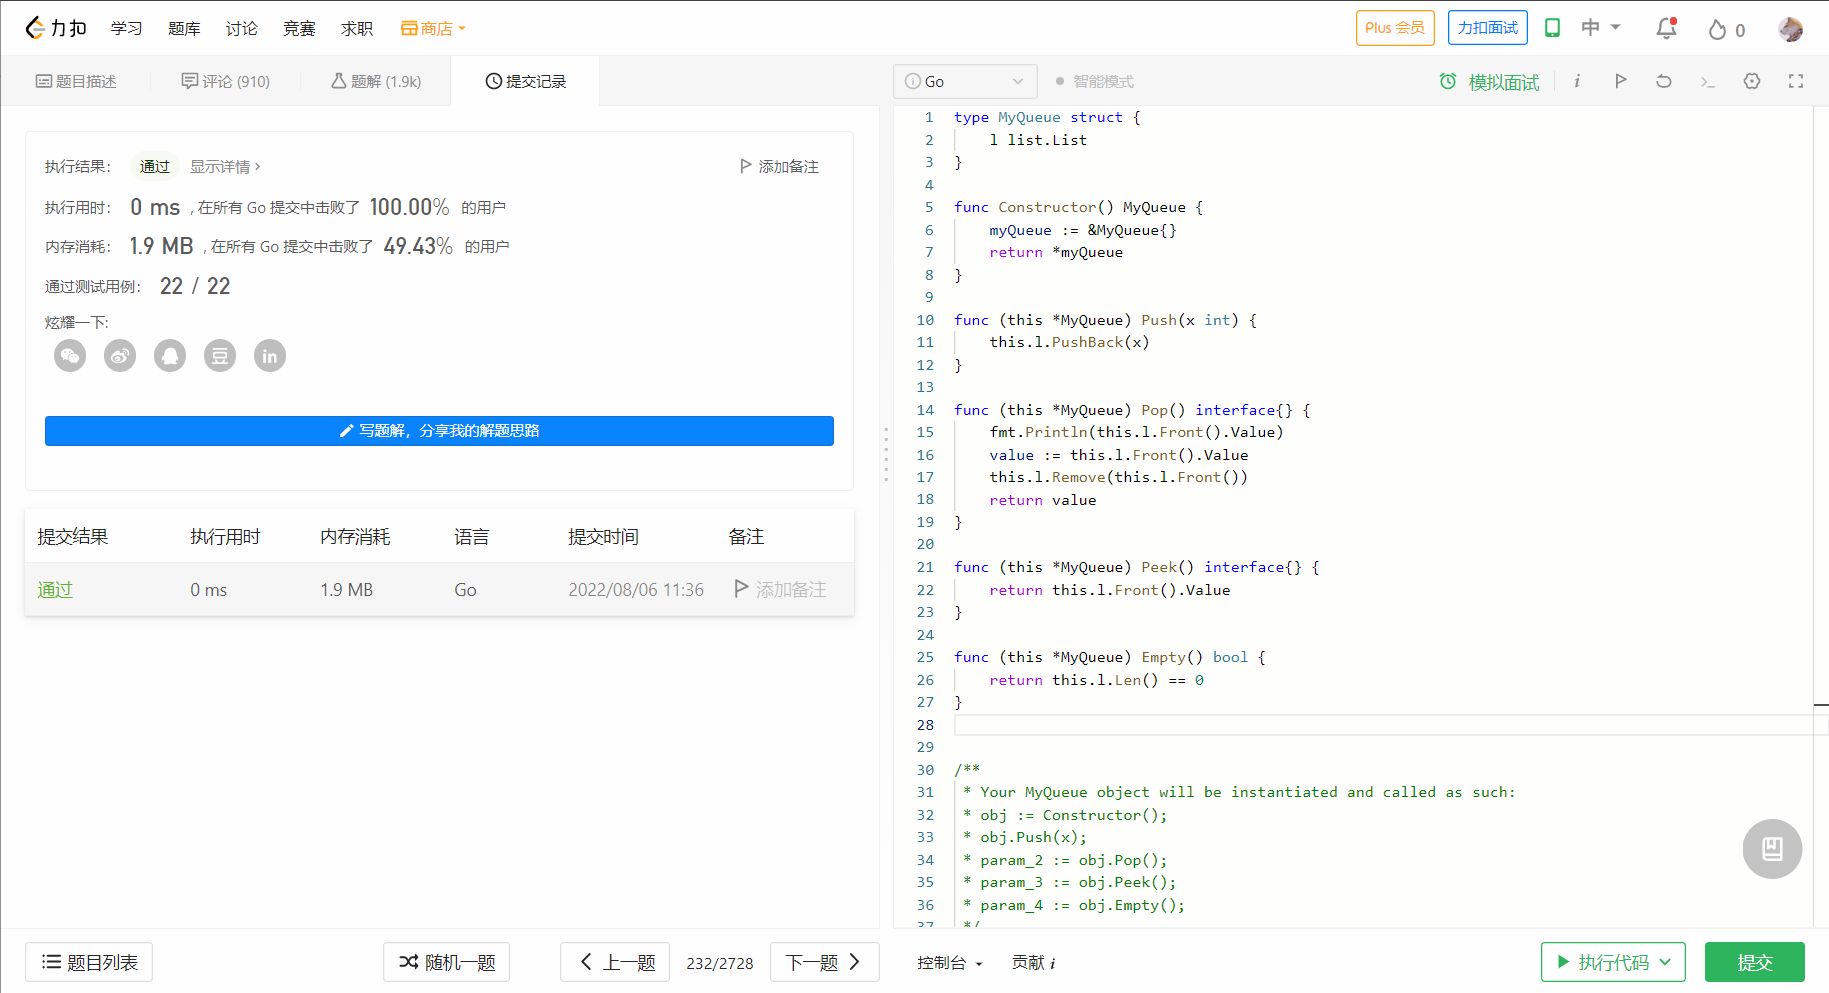 力扣 学习 题库 讨论 竞赛 求职 商店 Plus 会员 力扣面试 中 0
题目描述 评论 (910) 题解 (1.9k) 提交记录
Go 智能模式 模拟面试 i
执行结果： 通过 显示详情 › 添加备注
执行用时： 0 ms , 在所有 Go 提交中击败了 100.00% 的用户
内存消耗： 1.9 MB , 在所有 Go 提交中击败了 49.43% 的用户
通过测试用例： 22 / 22
炫耀一下:
豆 in
写题解，分享我的解题思路
提交结果 执行用时 内存消耗 语言 提交时间 备注
通过 0 ms 1.9 MB Go 2022/08/06 11:36 添加备注
1 type MyQueue struct {
2     l list.List
3 }
4
5 func Constructor() MyQueue {
6     myQueue := &MyQueue{}
7     return *myQueue
8 }
9
10 func (this *MyQueue) Push(x int) {
11     this.l.PushBack(x)
12 }
13
14 func (this *MyQueue) Pop() interface{} {
15     fmt.Println(this.l.Front().Value)
16     value := this.l.Front().Value
17     this.l.Remove(this.l.Front())
18     return value
19 }
20
21 func (this *MyQueue) Peek() interface{} {
22     return this.l.Front().Value
23 }
24
25 func (this *MyQueue) Empty() bool {
26     return this.l.Len() == 0
27 }
28
29
30 /**
31  * Your MyQueue object will be instantiated and called as such:
32  * obj := Constructor();
33  * obj.Push(x);
34  * param_2 := obj.Pop();
35  * param_3 := obj.Peek();
36  * param_4 := obj.Empty();
37  */
题目列表 随机一题 上一题 232/2728 下一题 控制台 贡献 i 执行代码 提交